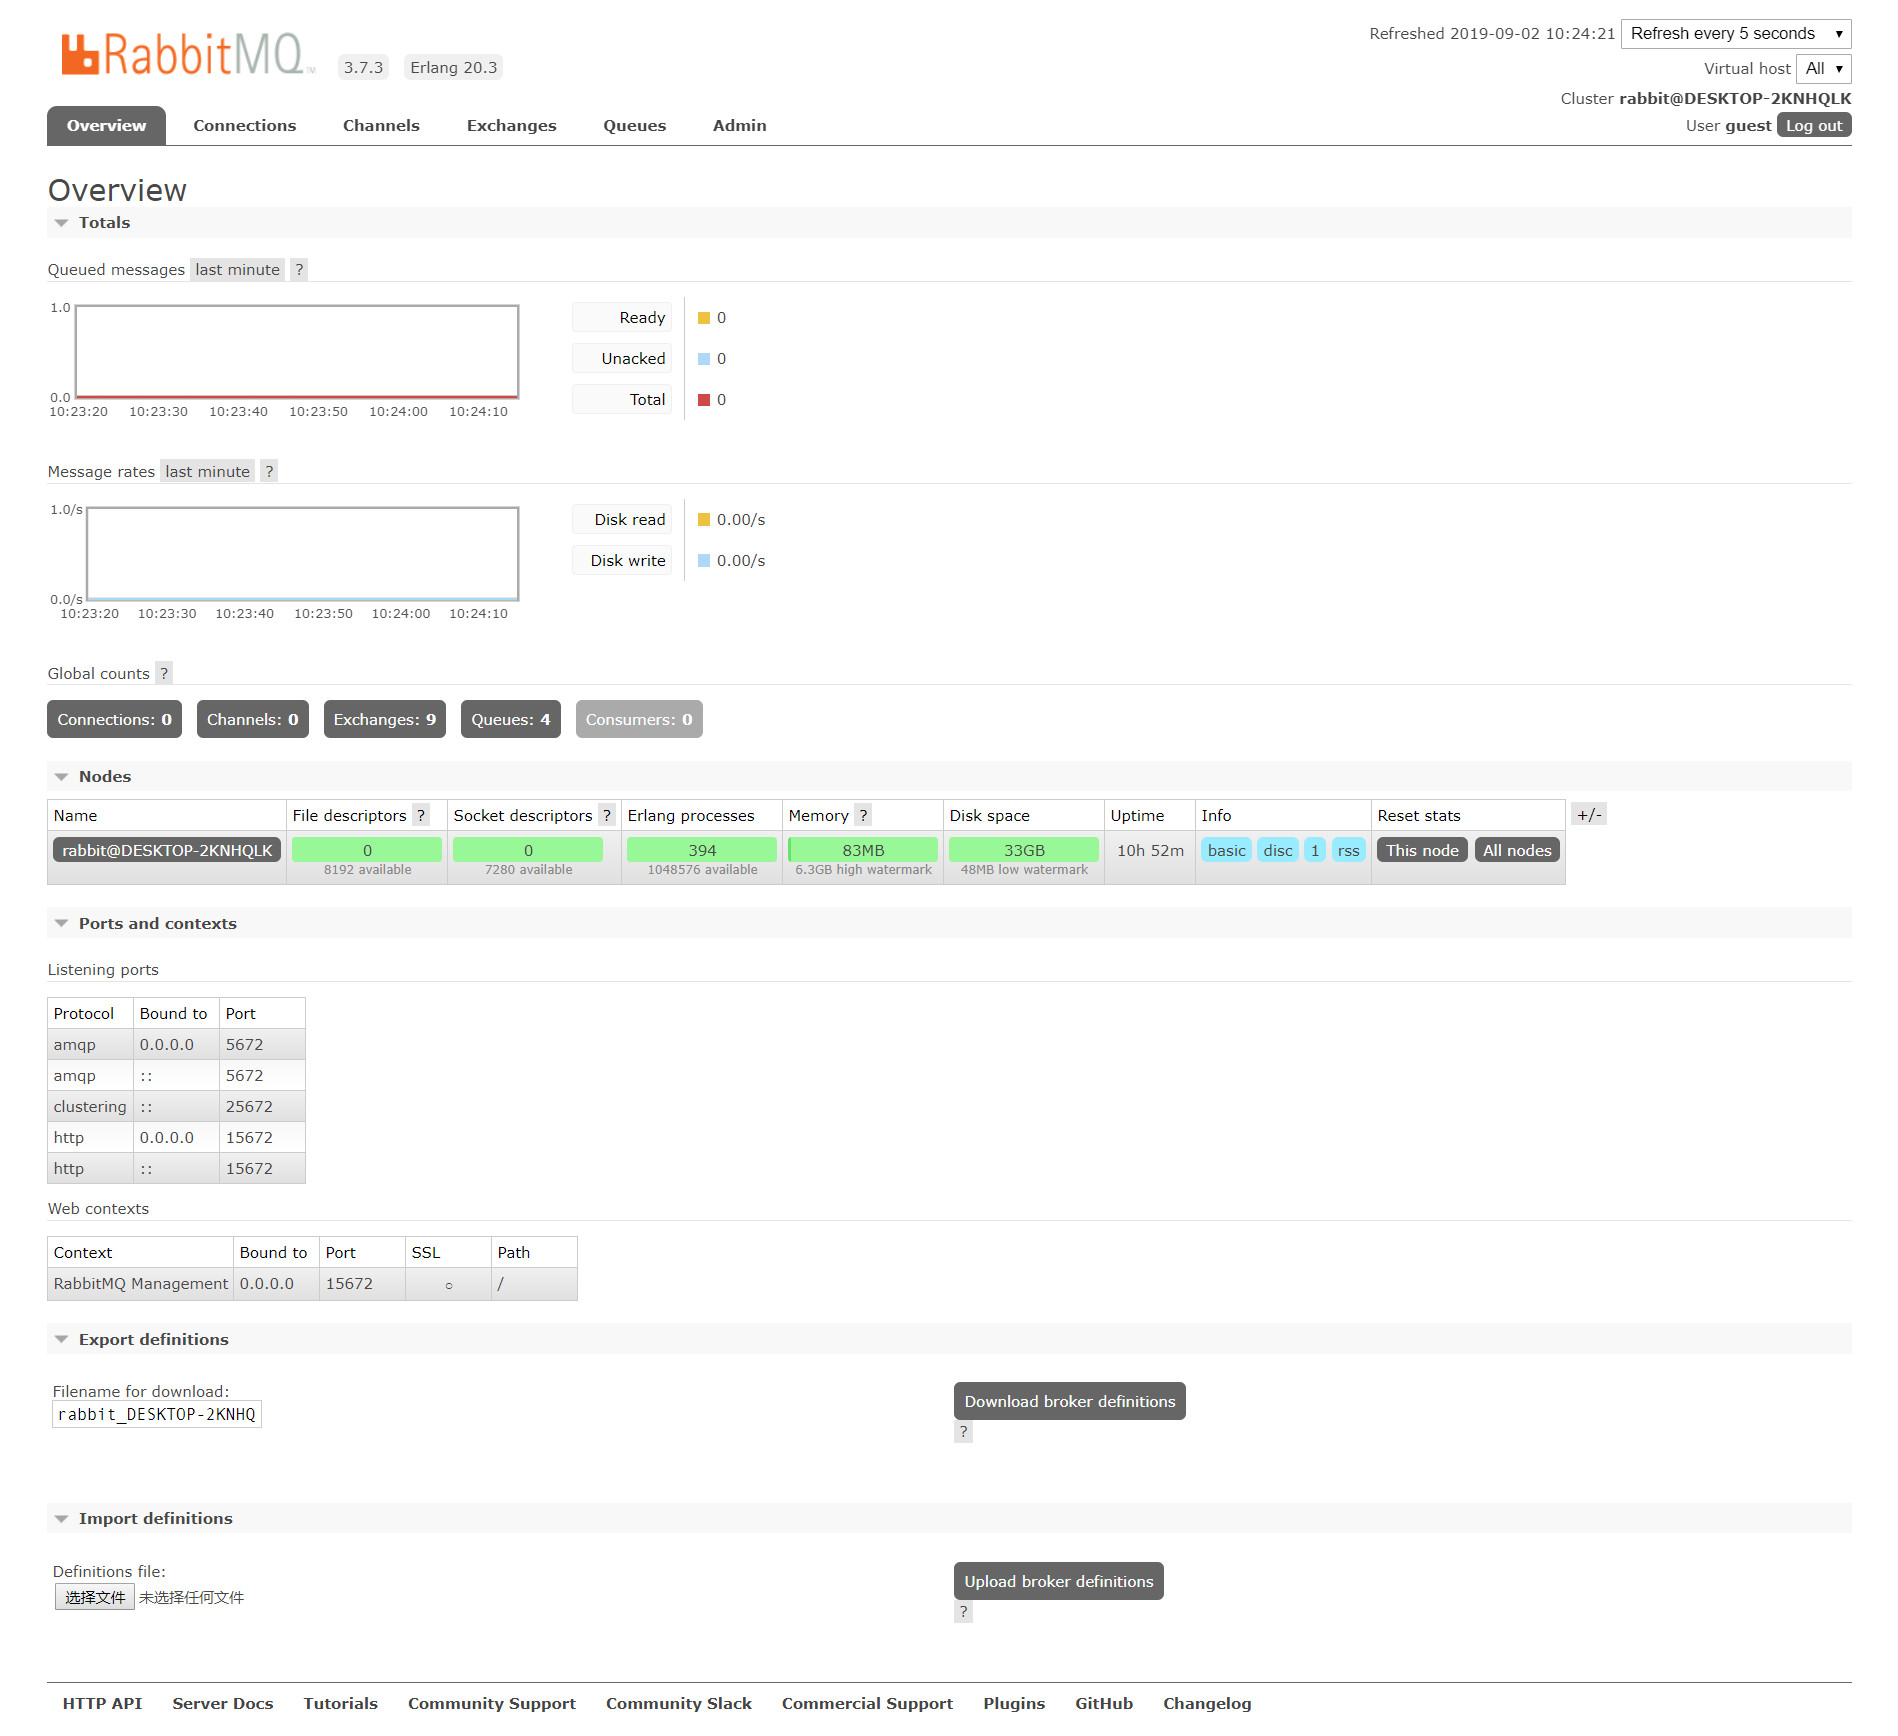 RabbitMQ TM 3.7.3 Erlang 20.3
Refreshed 2019-09-02 10:24:21 Refresh every 5 seconds
Virtual host All
Cluster rabbit@DESKTOP-2KNHQLK
User guest Log out
Overview Connections Channels Exchanges Queues Admin
Overview
Totals
Queued messages last minute ?
1.0
0.0
10:23:20 10:23:30 10:23:40 10:23:50 10:24:00 10:24:10
Ready 0
Unacked 0
Total 0
Message rates last minute ?
1.0/s
0.0/s
10:23:20 10:23:30 10:23:40 10:23:50 10:24:00 10:24:10
Disk read 0.00/s
Disk write 0.00/s
Global counts ?
Connections: 0 Channels: 0 Exchanges: 9 Queues: 4 Consumers: 0
Nodes
Name File descriptors ? Socket descriptors ? Erlang processes Memory ? Disk space Uptime Info Reset stats +/-
rabbit@DESKTOP-2KNHQLK 0 0 394 83MB 33GB 10h 52m basic disc 1 rss This node All nodes
8192 available 7280 available 1048576 available 6.3GB high watermark 48MB low watermark
Ports and contexts
Listening ports
Protocol Bound to Port
amqp 0.0.0.0 5672
amqp :: 5672
clustering :: 25672
http 0.0.0.0 15672
http :: 15672
Web contexts
Context Bound to Port SSL Path
RabbitMQ Management 0.0.0.0 15672 ○ /
Export definitions
Filename for download:
rabbit_DESKTOP-2KNHQ
Download broker definitions
?
Import definitions
Definitions file:
选择文件 未选择任何文件
Upload broker definitions
?
HTTP API Server Docs Tutorials Community Support Community Slack Commercial Support Plugins GitHub Changelog